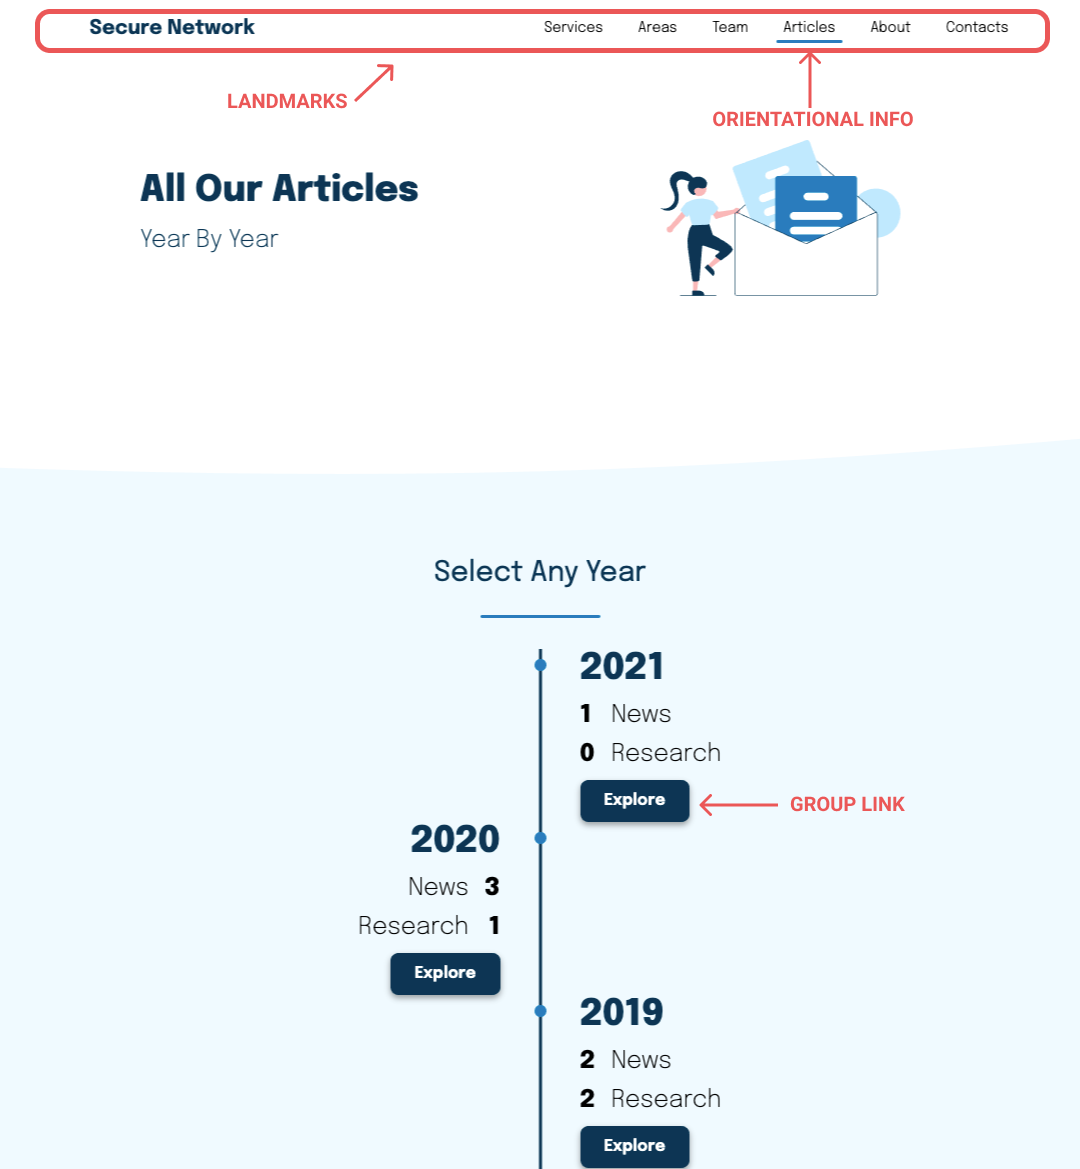 Secure Network Services Areas Team Articles About Contacts
LANDMARKS
ORIENTATIONAL INFO
All Our Articles
Year By Year
Select Any Year
2021
1 News
0 Research
Explore
GROUP LINK
2020
News 3
Research 1
Explore
2019
2 News
2 Research
Explore